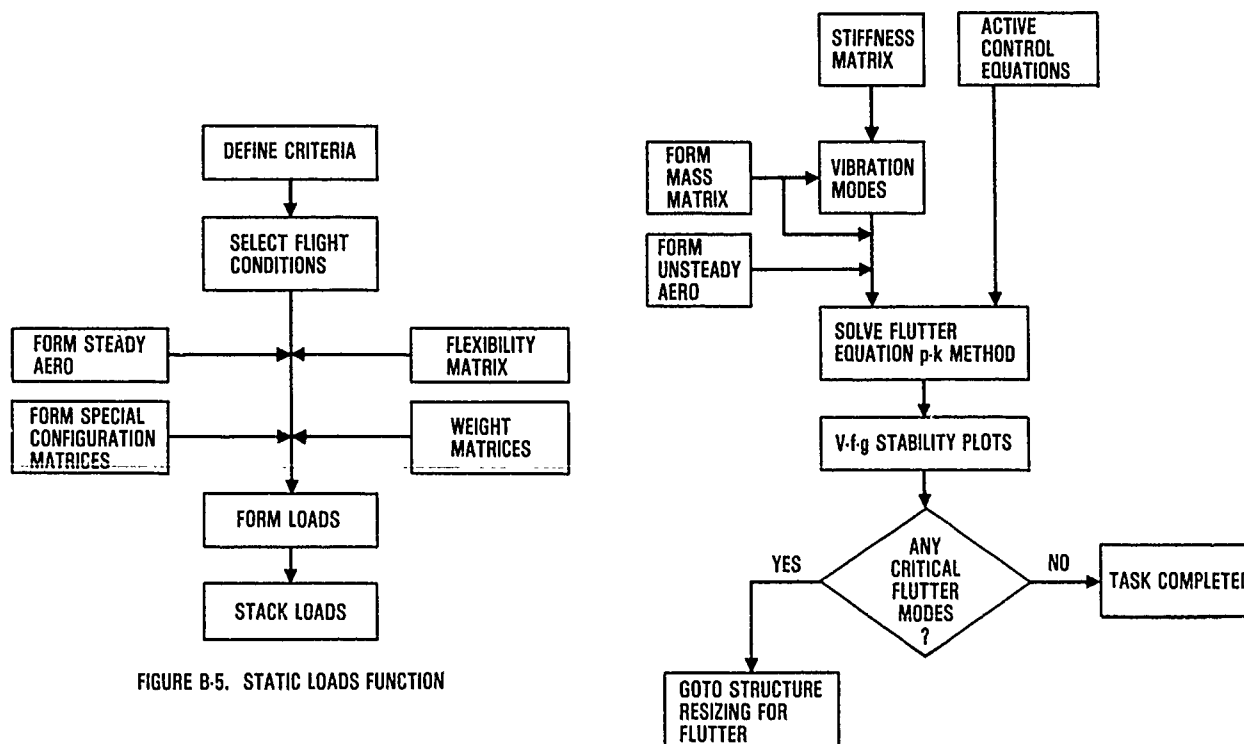 DEFINE CRITERIA
SELECT FLIGHT
CONDITIONS
FORM STEADY
AERO
FLEXIBILITY
MATRIX
FORM SPECIAL
CONFIGURATION
MATRICES
WEIGHT
MATRICES
FORM LOADS
STACK LOADS
FIGURE B-5. STATIC LOADS FUNCTION
STIFFNESS
MATRIX
ACTIVE
CONTROL
EQUATIONS
FORM
MASS
MATRIX
VIBRATION
MODES
FORM
UNSTEADY
AERO
SOLVE FLUTTER
EQUATION p-k METHOD
V-f-g STABILITY PLOTS
YES
ANY
CRITICAL
FLUTTER
MODES
?
NO
TASK COMPLETED
GOTO STRUCTURE
RESIZING FOR
FLUTTER